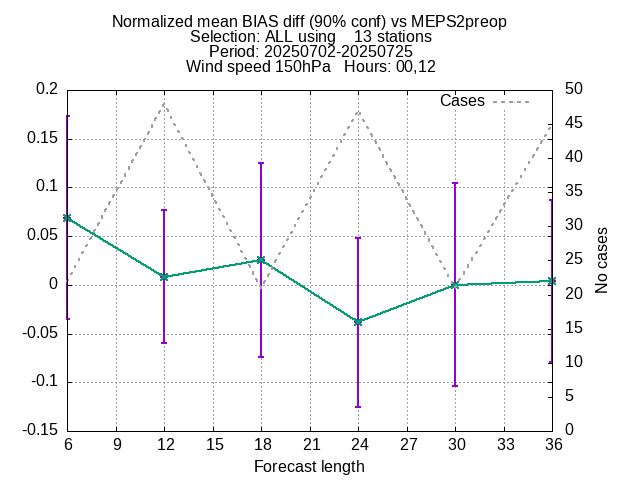 Normalized mean BIAS diff (90% conf) vs MEPS2preop
Selection: ALL using    13 stations
Period: 20250702-20250725
Wind speed 150hPa   Hours: 00,12
Cases
0.2
0.15
0.1
0.05
0
-0.05
-0.1
-0.15
50
45
40
35
30
25
20
15
10
5
0
No cases
6 9 12 15 18 21 24 27 30 33 36
Forecast length